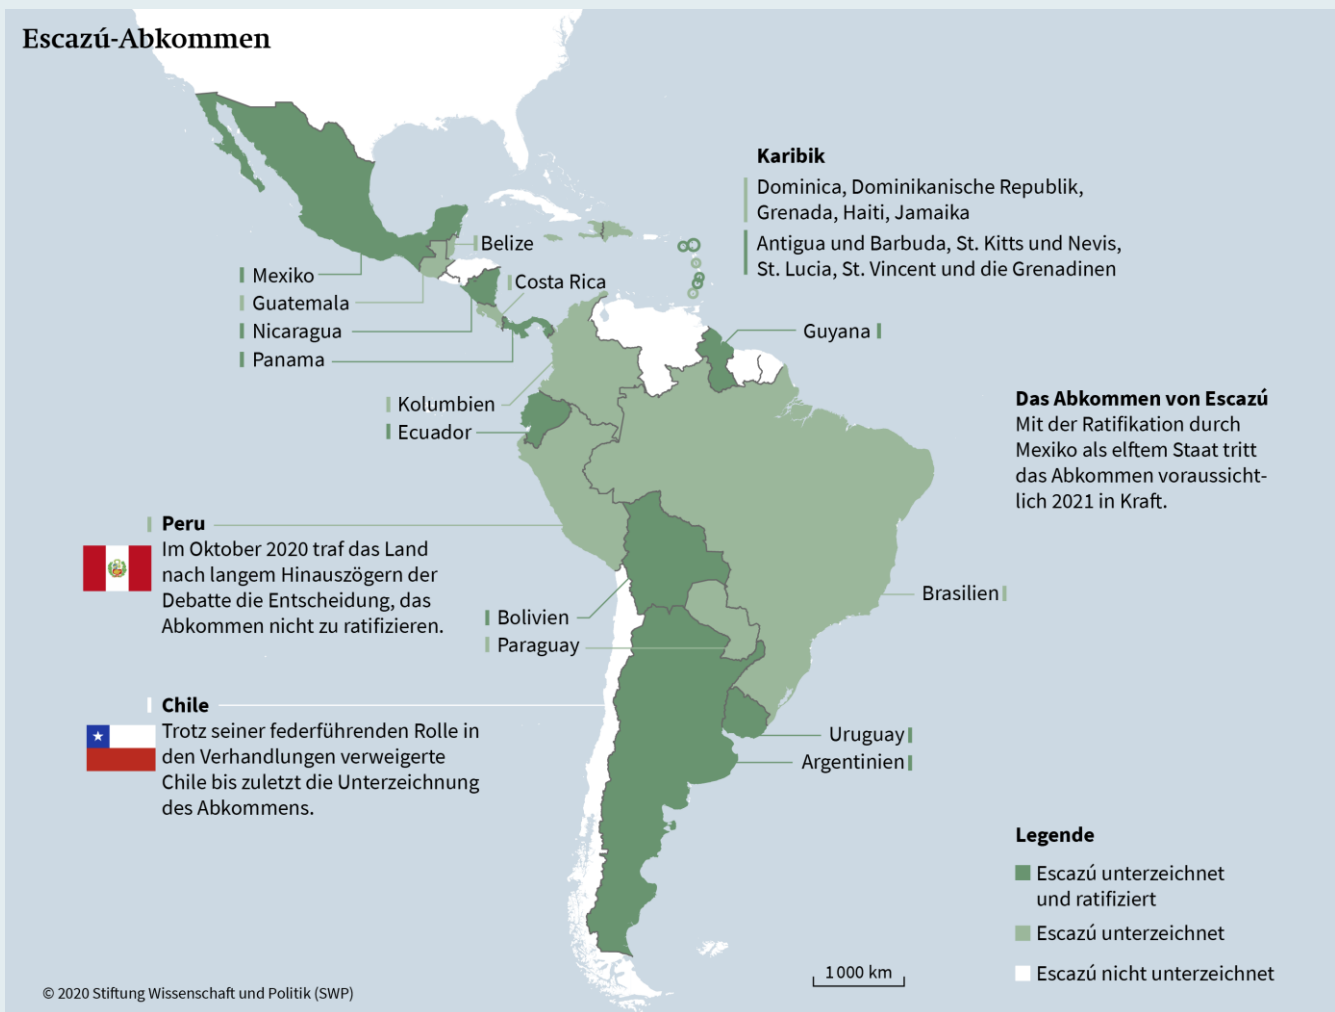 Escazú-Abkommen
Karibik
Dominica, Dominikanische Republik,
Grenada, Haiti, Jamaika
Antigua und Barbuda, St. Kitts und Nevis,
St. Lucia, St. Vincent und die Grenadinen
Belize
Mexiko
Costa Rica
Guatemala
Nicaragua
Guyana
Panama
Kolumbien
Ecuador
Das Abkommen von Escazú
Mit der Ratifikation durch
Mexiko als elftem Staat tritt
das Abkommen voraussicht-
lich 2021 in Kraft.
Peru
Im Oktober 2020 traf das Land
nach langem Hinauszögern der
Debatte die Entscheidung, das
Abkommen nicht zu ratifizieren.
Brasilien
Bolivien
Paraguay
Chile
Trotz seiner federführenden Rolle in
den Verhandlungen verweigerte
Chile bis zuletzt die Unterzeichnung
des Abkommens.
Uruguay
Argentinien
Legende
Escazú unterzeichnet
und ratifiziert
Escazú unterzeichnet
Escazú nicht unterzeichnet
1000 km
© 2020 Stiftung Wissenschaft und Politik (SWP)